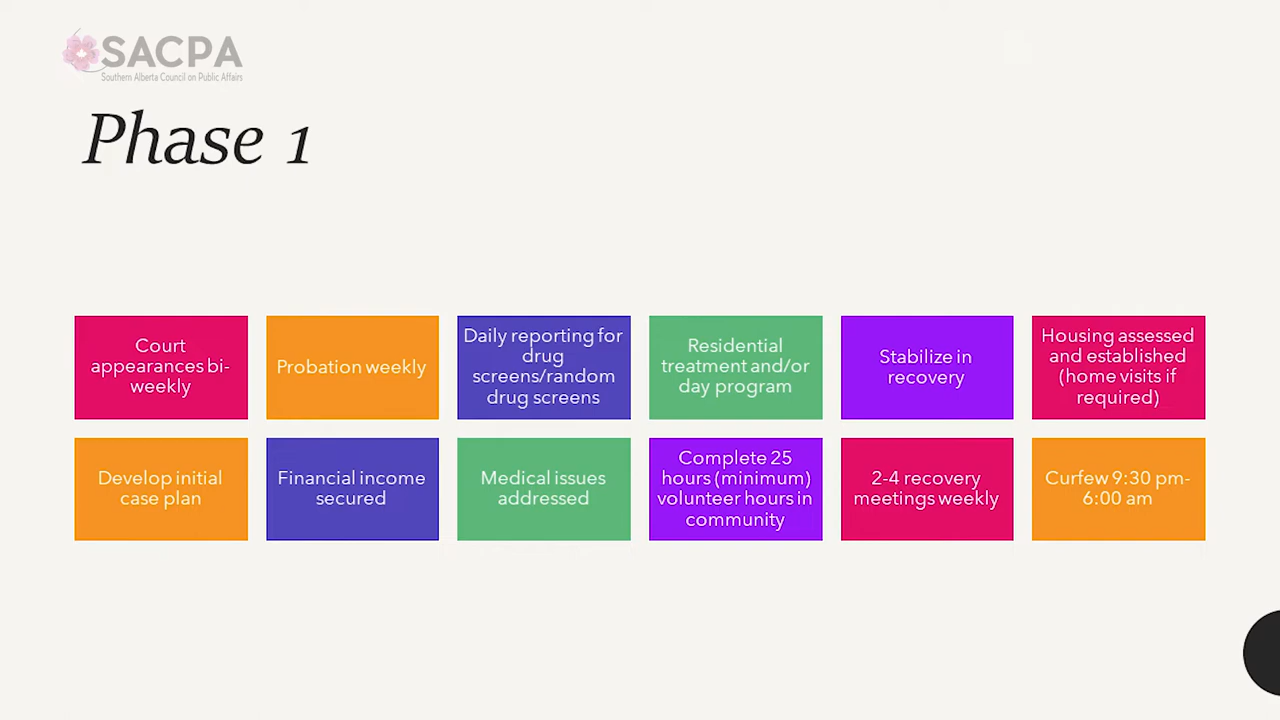 SACPA
Southern Alberta Council on Public Affairs
Phase 1
Court
appearances bi-
weekly
Probation weekly
Daily reporting for
drug
screens/random
drug screens
Residential
treatment and/or
day program
Stabilize in
recovery
Housing assessed
and established
(home visits if
required)
Develop initial
case plan
Financial income
secured
Medical issues
addressed
Complete 25
hours (minimum)
volunteer hours in
community
2-4 recovery
meetings weekly
Curfew 9:30 pm-
6:00 am